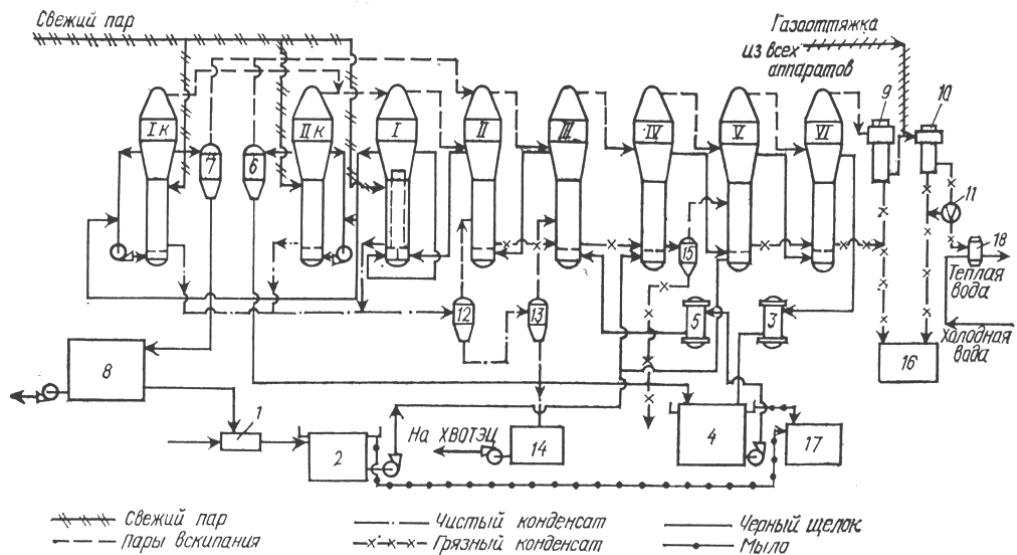 Свежий пар
Газооттяжка
из всех
аппаратов
9
10
Iк
7
6
IIк
I
II
III
IV
V
VI
11
15
18
Теплая
вода
Холодная
вада
12
13
5
3
8
16
1
2
На ХВОТЭЦ
14
4
17
Свежий пар
Пары вскипания
Чистый конденсат
Грязный конденсат
Черный щелок
Мыло